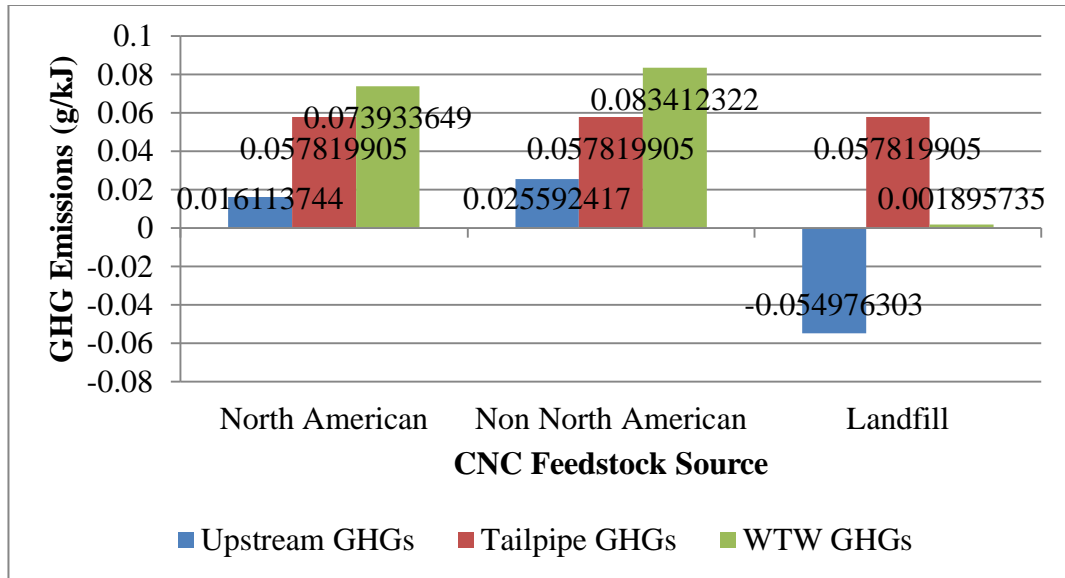 GHG Emissions (g/kJ)
0.1
0.08
0.06
0.04
0.02
0
-0.02
-0.04
-0.06
-0.08
0.016113744
0.057819905
0.073933649
0.025592417
0.057819905
0.083412322
-0.054976303
0.057819905
0.001895735
North American
Non North American
Landfill
CNC Feedstock Source
Upstream GHGs
Tailpipe GHGs
WTW GHGs